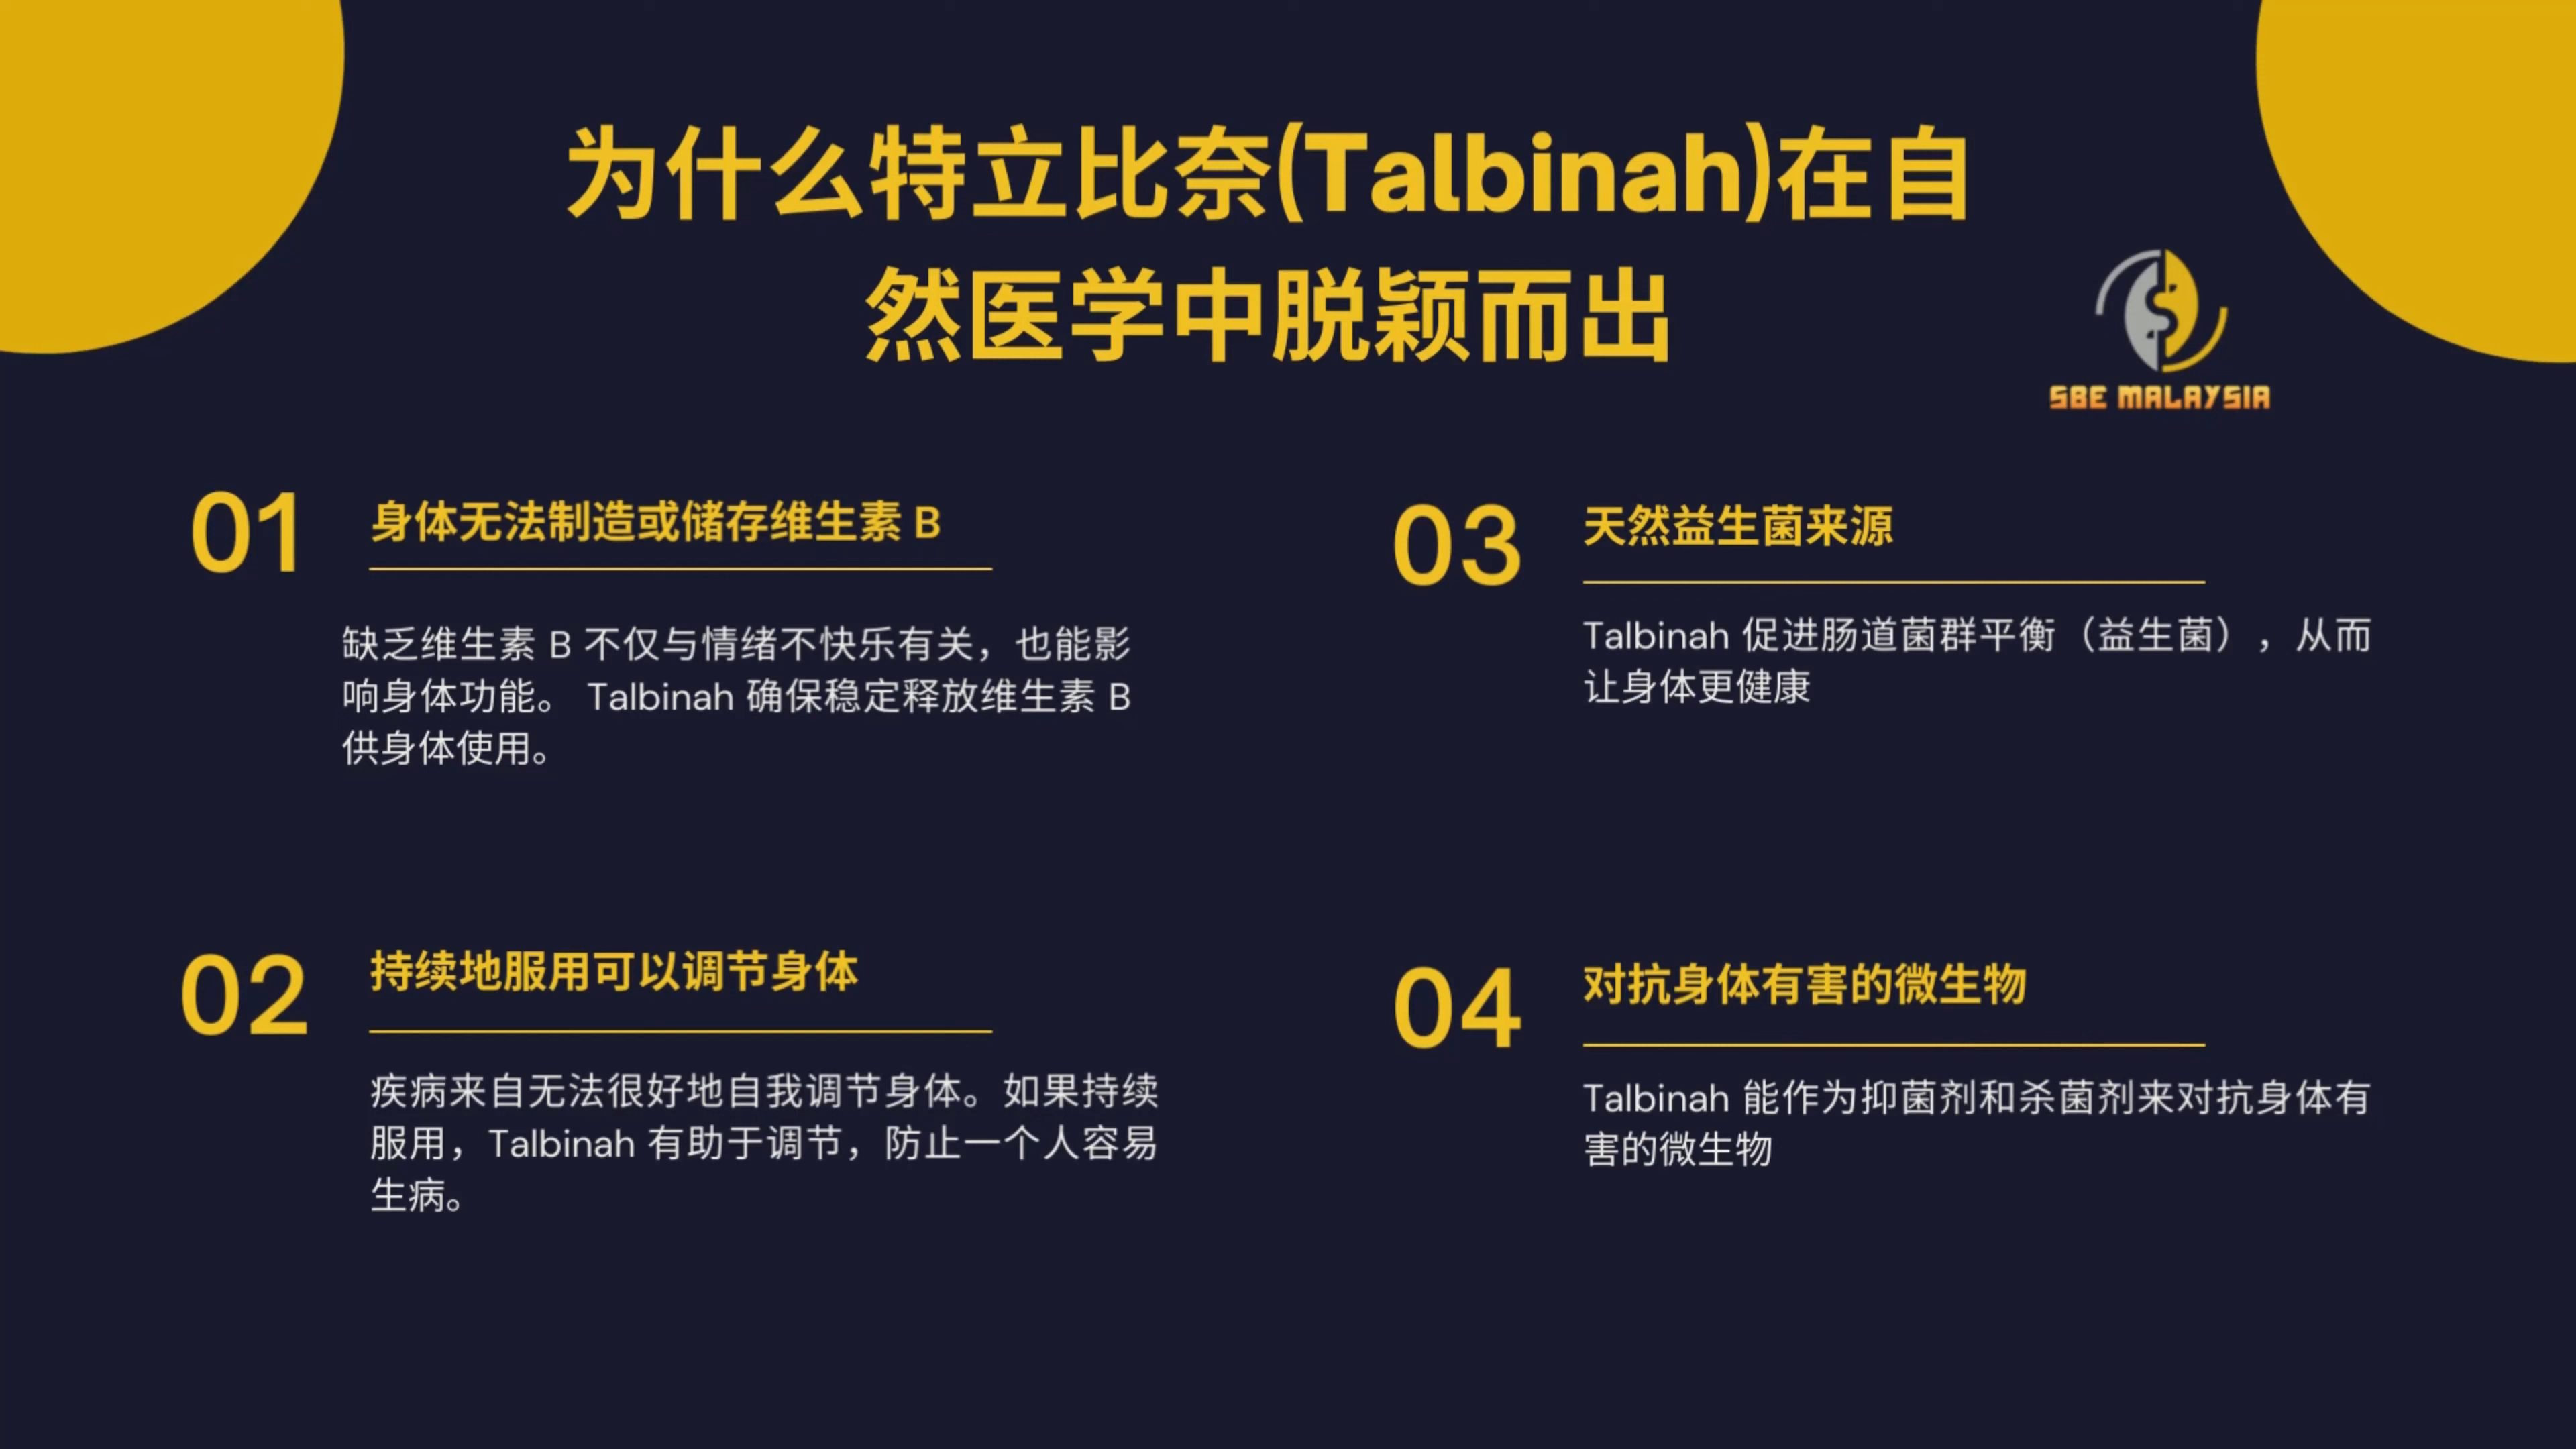 为什么特立比奈(Talbinah)在自
然医学中脱颖而出
SBE MALAYSIA
01
身体无法制造或储存维生素 B
缺乏维生素 B 不仅与情绪不快乐有关，也能影
响身体功能。 Talbinah 确保稳定释放维生素 B
供身体使用。
02
持续地服用可以调节身体
疾病来自无法很好地自我调节身体。如果持续
服用，Talbinah 有助于调节，防止一个人容易
生病。
03
天然益生菌来源
Talbinah 促进肠道菌群平衡（益生菌），从而
让身体更健康
04
对抗身体有害的微生物
Talbinah 能作为抑菌剂和杀菌剂来对抗身体有
害的微生物